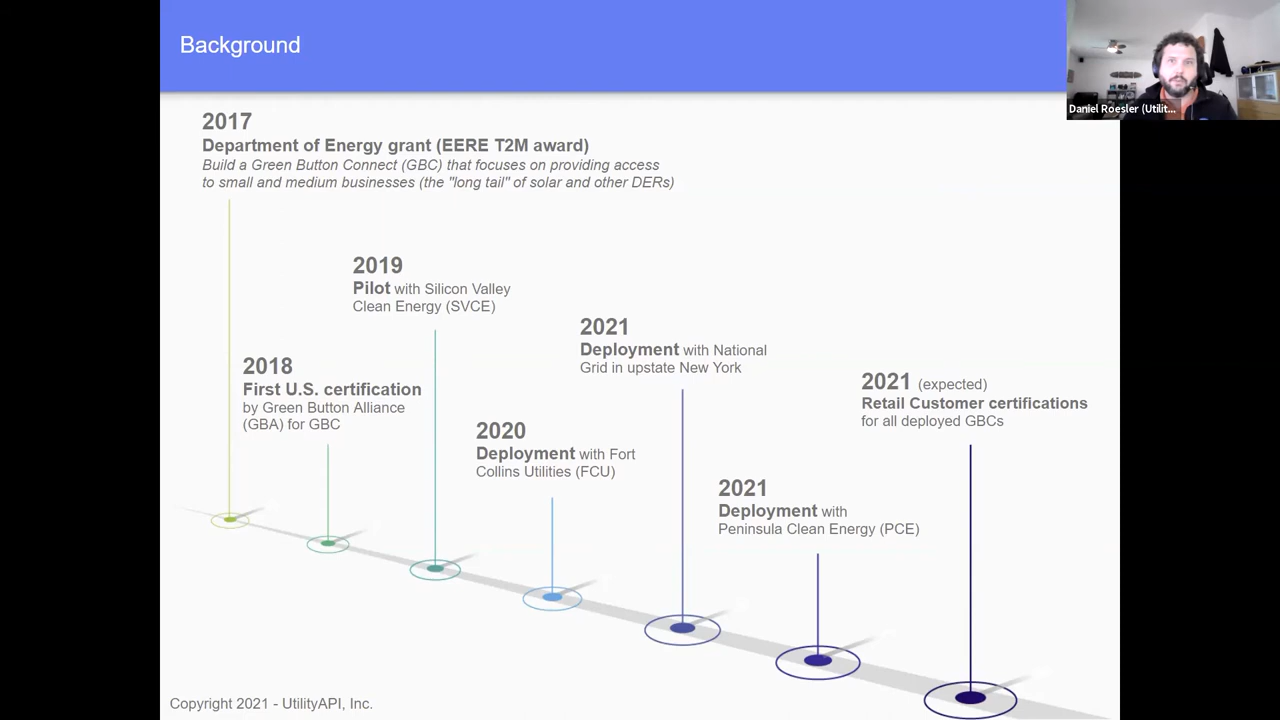 Background
Daniel Roesler (Utilit...
2017
Department of Energy grant (EERE T2M award)
Build a Green Button Connect (GBC) that focuses on providing access
to small and medium businesses (the "long tail" of solar and other DERs)
2019
Pilot with Silicon Valley
Clean Energy (SVCE)
2021
Deployment with National
Grid in upstate New York
2018
First U.S. certification
by Green Button Alliance
(GBA) for GBC
2021 (expected)
Retail Customer certifications
for all deployed GBCs
2020
Deployment with Fort
Collins Utilities (FCU)
2021
Deployment with
Peninsula Clean Energy (PCE)
Copyright 2021 - UtilityAPI, Inc.